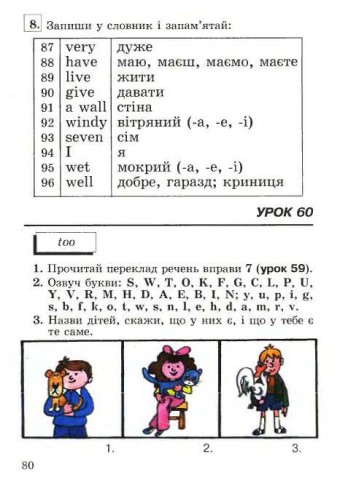 8. Запиши у словник і запам'ятай:
87 very дуже
88 have маю, маєш, маємо, маєте
89 live жити
90 give давати
91 a wall стіна
92 windy вітряний (-а, -е, -і)
93 seven сім
94 I я
95 wet мокрий (-а, -е, -і)
96 well добре, гаразд; криниця
УРОК 60
too
1. Прочитай переклад речень вправи 7 (урок 59).
2. Озвуч букви: S, W, T, O, K, F, G, C, L, P, U,
Y, V, R, M, H, D, A, E, B, I, N; y, u, p, i, g,
s, b, f, k, o, t, w, s, n, l, e, h, d, a, m, r, v.
3. Назви дітей, скажи, що у них є, і що у тебе є
те саме.
1. 2. 3.
80